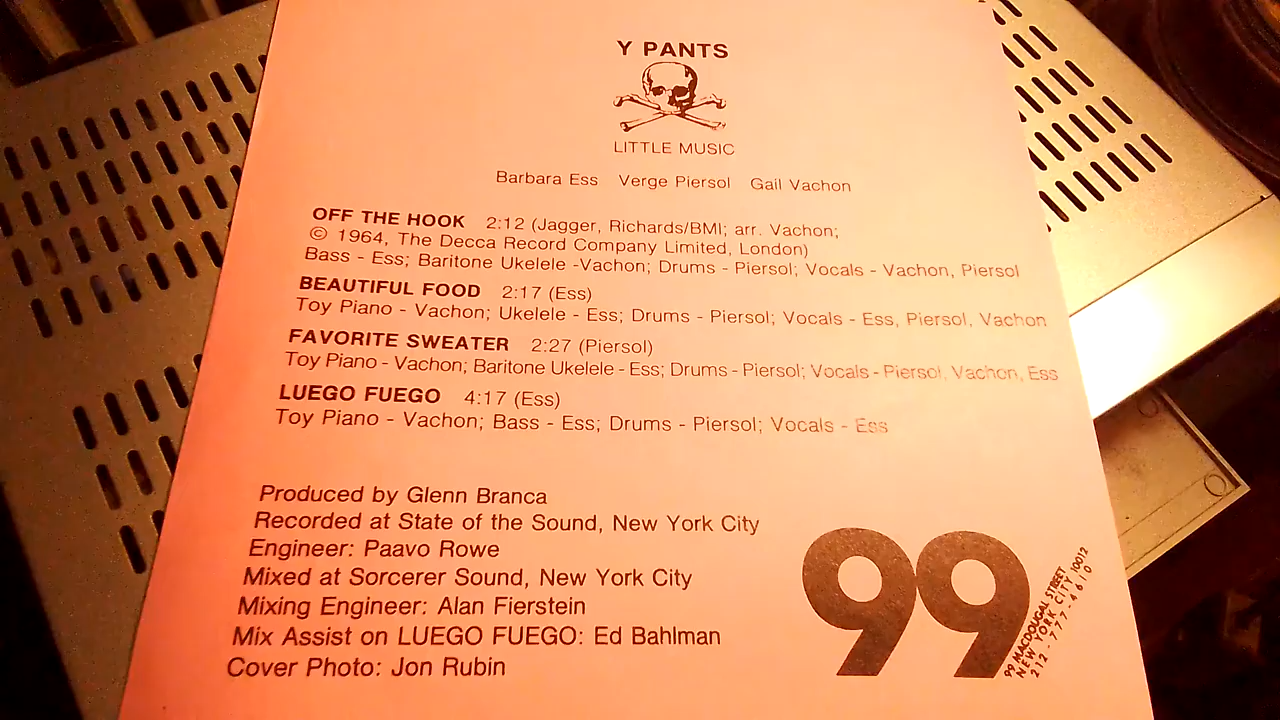 Y PANTS
LITTLE MUSIC
Barbara Ess Verge Piersol Gail Vachon
OFF THE HOOK 2:12 (Jagger, Richards/BMI; arr. Vachon;
© 1964, The Decca Record Company Limited, London)
Bass - Ess; Baritone Ukelele -Vachon; Drums - Piersol; Vocals - Vachon, Piersol
BEAUTIFUL FOOD 2:17 (Ess)
Toy Piano - Vachon; Ukelele - Ess; Drums - Piersol; Vocals - Ess, Piersol, Vachon
FAVORITE SWEATER 2:27 (Piersol)
Toy Piano - Vachon; Baritone Ukelele - Ess; Drums - Piersol; Vocals - Piersol, Vachon, Ess
LUEGO FUEGO 4:17 (Ess)
Toy Piano - Vachon; Bass - Ess; Drums - Piersol; Vocals - Ess
Produced by Glenn Branca
Recorded at State of the Sound, New York City
Engineer: Paavo Rowe
Mixed at Sorcerer Sound, New York City
Mixing Engineer: Alan Fierstein
Mix Assist on LUEGO FUEGO: Ed Bahlman
Cover Photo: Jon Rubin
99
99 MACDOUGAL STREET
NEW YORK CITY 10012
212 - 777 - 4610